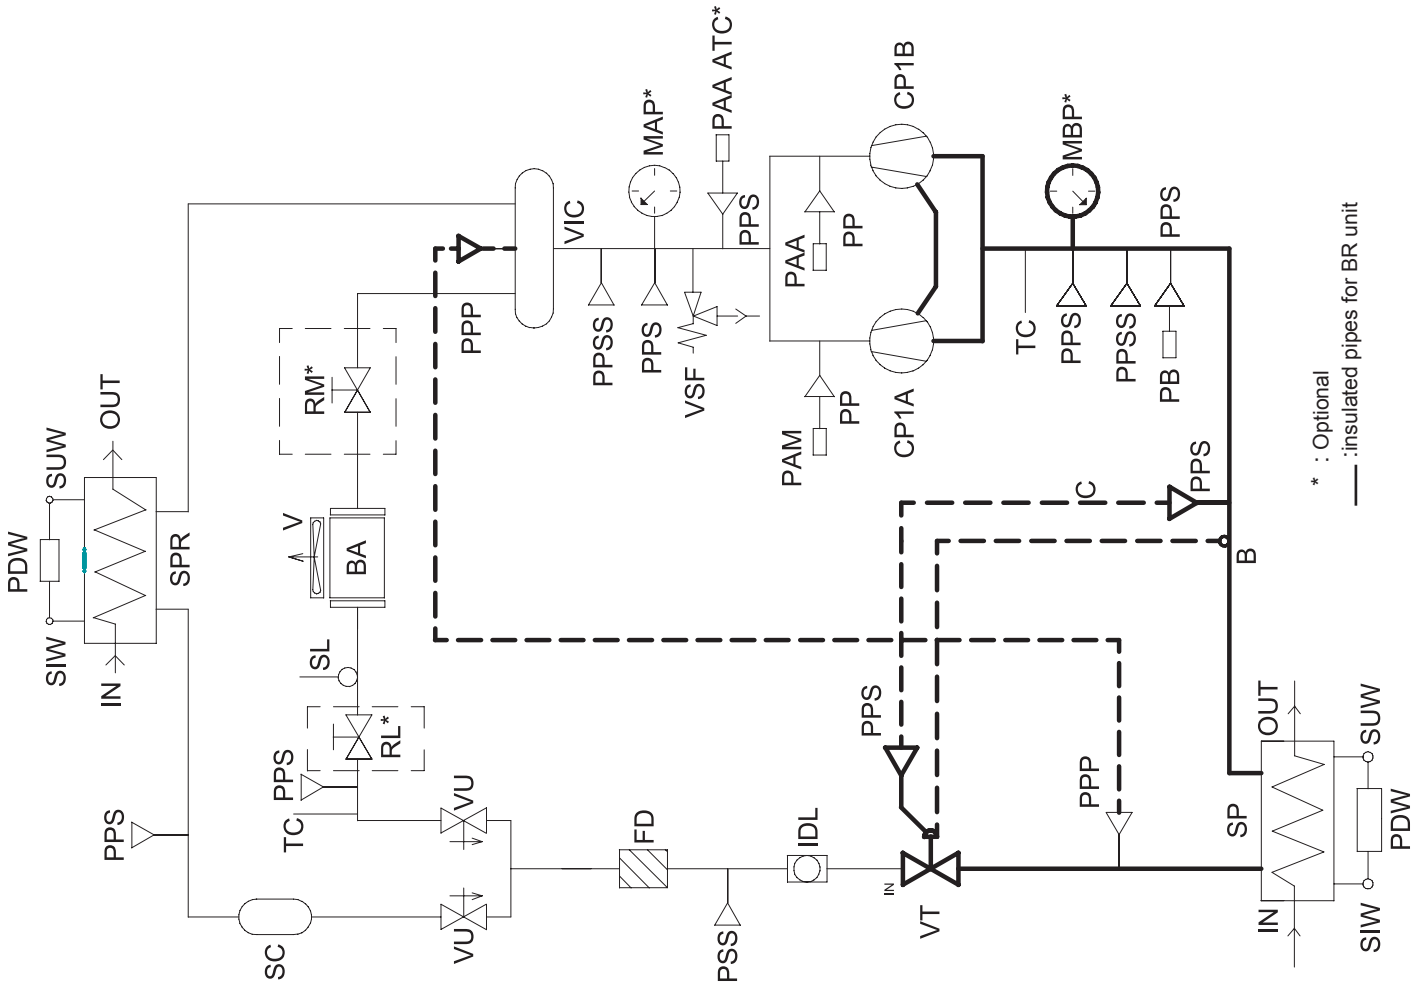 PDW
SIW
SUW
PPS
IN
OUT
SPR
SC
TC
PPS
V
SL
RM*
BA
RL*
VU
VU
PPP
VIC
PPSS
FD
PPS
MAP*
VSF
PAA ATC*
PSS
PPS
PAM
PAA
IDL
PP
PP
PPS
IN
CP1A
CP1B
VT
TC
PPS
MBP*
C
PPP
PPSS
PB
PPS
PPS
SP
B
IN
OUT
* : Optional
:insulated pipes for BR unit
SIW
SUW
PDW